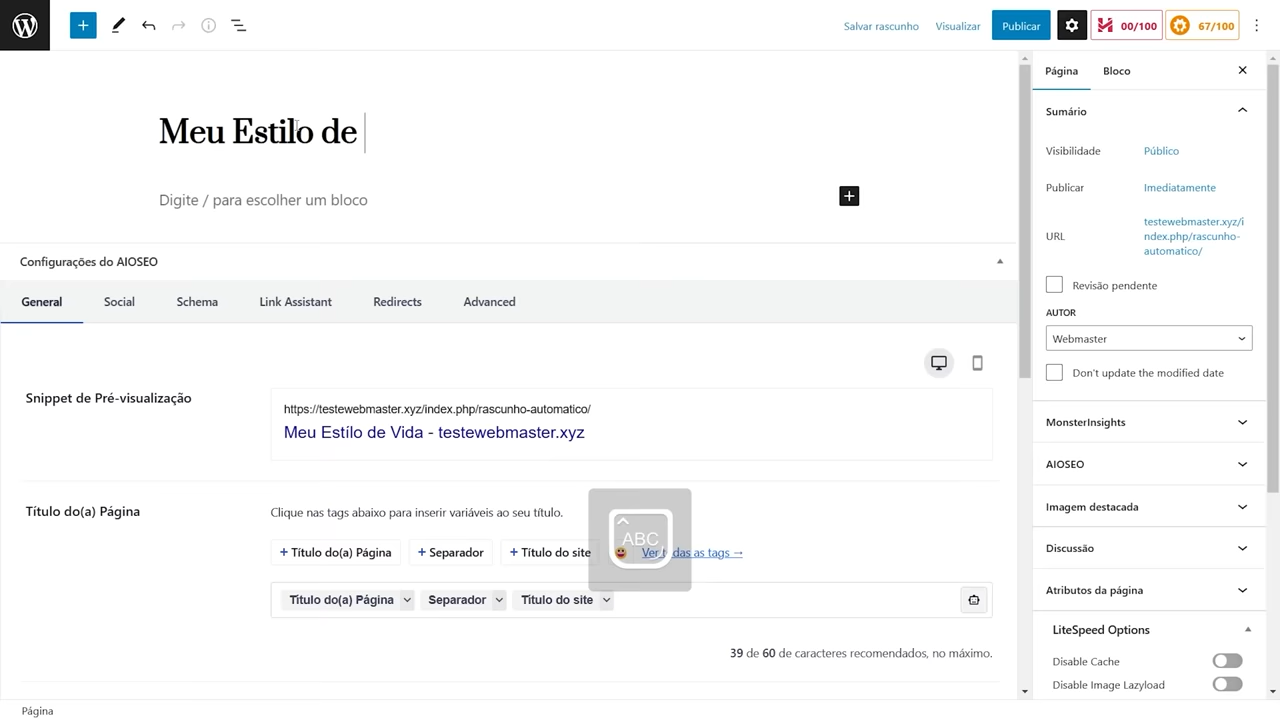 Salvar rascunho Visualizar Publicar 00/100 67/100
Página Bloco
Sumário
Meu Estilo de
Visibilidade Público
Publicar Imediatamente
Digite / para escolher um bloco
URL testewebmaster.xyz/i
ndex.php/rascunho-
automatico/
Configurações do AIOSEO
Revisão pendente
General Social Schema Link Assistant Redirects Advanced
AUTOR
Webmaster
Don't update the modified date
Snippet de Pré-visualização
https://testewebmaster.xyz/index.php/rascunho-automatico/
Meu Estilo de Vida - testewebmaster.xyz
MonsterInsights
AIOSEO
Título do(a) Página
Clique nas tags abaixo para inserir variáveis ao seu título.
Imagem destacada
+ Título do(a) Página + Separador + Título do site Ver todas as tags →
ABC
Discussão
Título do(a) Página Separador Título do site
Atributos da página
LiteSpeed Options
39 de 60 de caracteres recomendados, no máximo.
Disable Cache
Disable Image Lazyload
Página